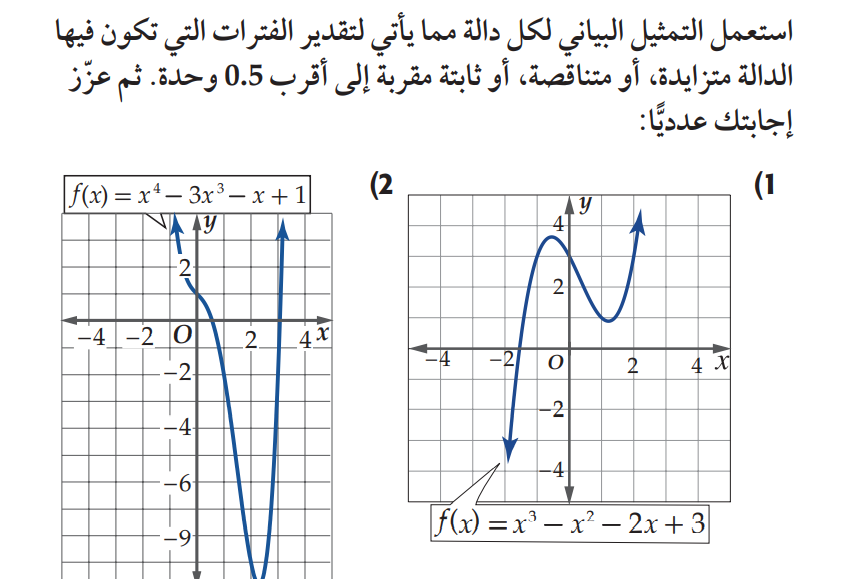 استعمل التمثيل البياني لكل دالة مما يأتي لتقدير الفترات التي تكون فيها
الدالة متزايدة، أو متناقصة، أو ثابتة مقربة إلى أقرب 0.5 وحدة. ثم عزّز
إجابتك عدديًّا:
(1
y
4
2
−4
−2
O
2
4
x
−2
−4
f(x) = x³ − x² − 2x + 3
(2
f(x) = x⁴ − 3x³ − x + 1
y
2
−4
−2
O
2
4
x
−2
−4
−6
−9